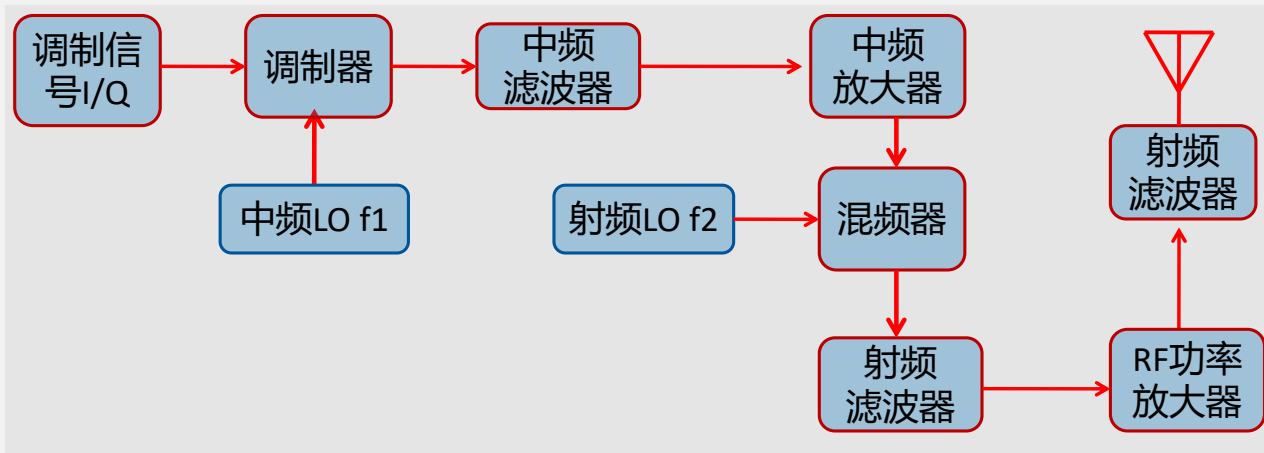 调制信
号I/Q
调制器
中频
滤波器
中频
放大器
中频LO f1
射频LO f2
混频器
射频
滤波器
射频
滤波器
RF功率
放大器